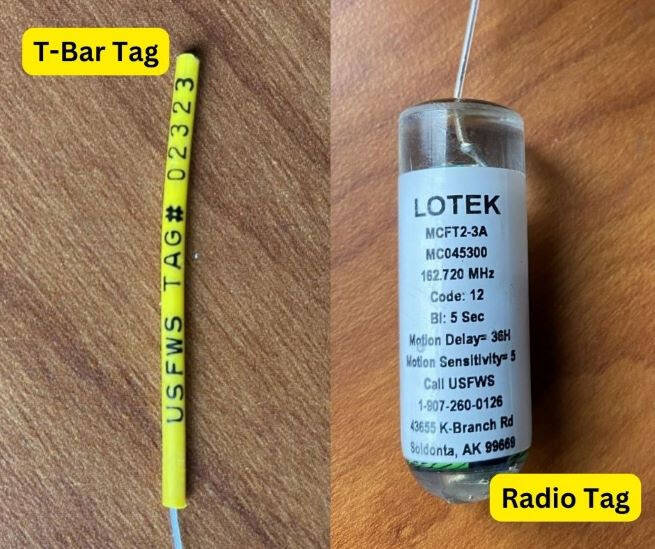 T-Bar Tag
USFWS TAG# 02323
LOTEK
MCFT2-3A
MC045300
162.720 MHz
Code: 12
BI: 5 Sec
Motion Delay= 36H
Motion Sensitivity= 5
Call USFWS
1-907-260-0126
43655 K-Branch Rd
Soldonta, AK 99669
Radio Tag